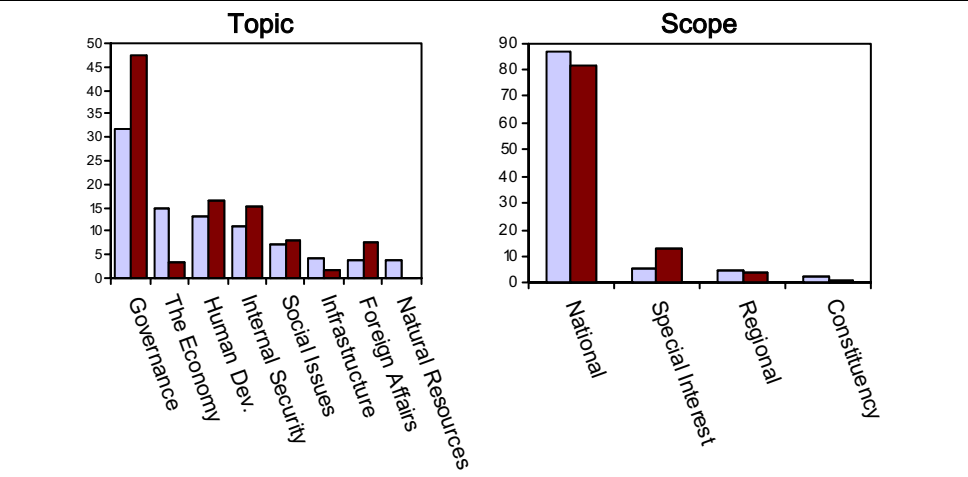 Topic
50
45
40
35
30
25
20
15
10
5
0
Governance
The Economy
Human Dev.
Internal Security
Social Issues
Infrastructure
Foreign Affairs
Natural Resources
Scope
90
80
70
60
50
40
30
20
10
0
National
Special Interest
Regional
Constituency